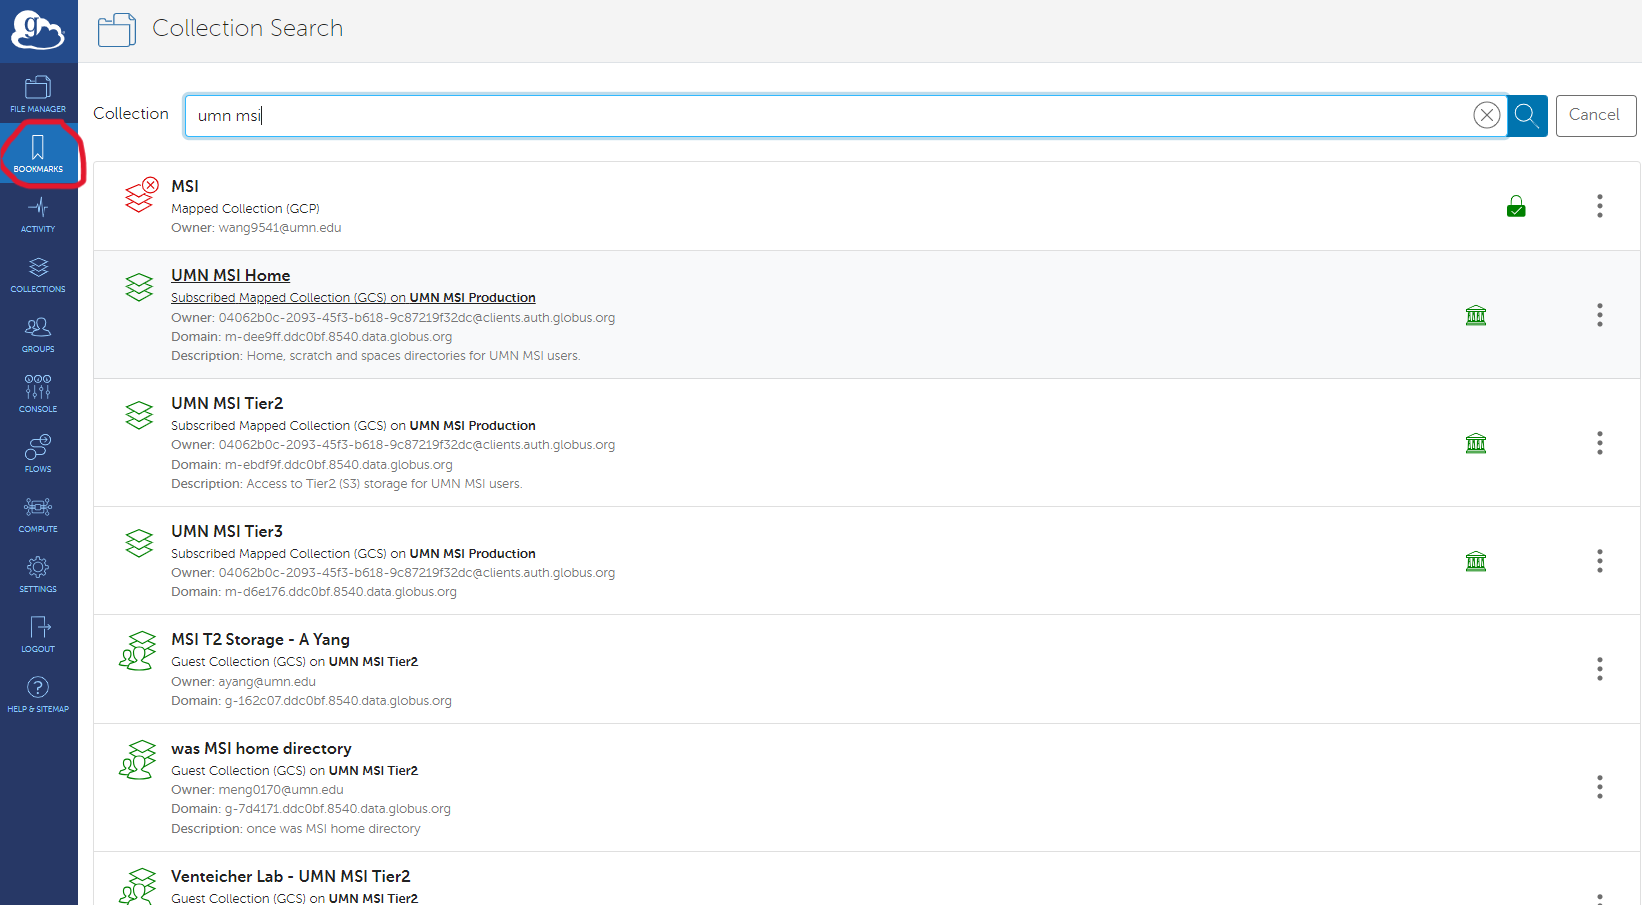 g
Collection Search
FILE MANAGER
BOOKMARKS
ACTIVITY
COLLECTIONS
GROUPS
CONSOLE
FLOWS
COMPUTE
SETTINGS
LOGOUT
?
HELP & SITEMAP
Collection
umn msi
Cancel
MSI
Mapped Collection (GCP)
Owner: wang9541@umn.edu
UMN MSI Home
Subscribed Mapped Collection (GCS) on UMN MSI Production
Owner: 04062b0c-2093-45f3-b618-9c87219f32dc@clients.auth.globus.org
Domain: m-dee9ff.ddc0bf.8540.data.globus.org
Description: Home, scratch and spaces directories for UMN MSI users.
UMN MSI Tier2
Subscribed Mapped Collection (GCS) on UMN MSI Production
Owner: 04062b0c-2093-45f3-b618-9c87219f32dc@clients.auth.globus.org
Domain: m-ebdf9f.ddc0bf.8540.data.globus.org
Description: Access to Tier2 (S3) storage for UMN MSI users.
UMN MSI Tier3
Subscribed Mapped Collection (GCS) on UMN MSI Production
Owner: 04062b0c-2093-45f3-b618-9c87219f32dc@clients.auth.globus.org
Domain: m-d6e176.ddc0bf.8540.data.globus.org
MSI T2 Storage - A Yang
Guest Collection (GCS) on UMN MSI Tier2
Owner: ayang@umn.edu
Domain: g-162c07.ddc0bf.8540.data.globus.org
was MSI home directory
Guest Collection (GCS) on UMN MSI Tier2
Owner: meng0170@umn.edu
Domain: g-7d4171.ddc0bf.8540.data.globus.org
Description: once was MSI home directory
Venteicher Lab - UMN MSI Tier2
Guest Collection (GCS) on UMN MSI Tier2